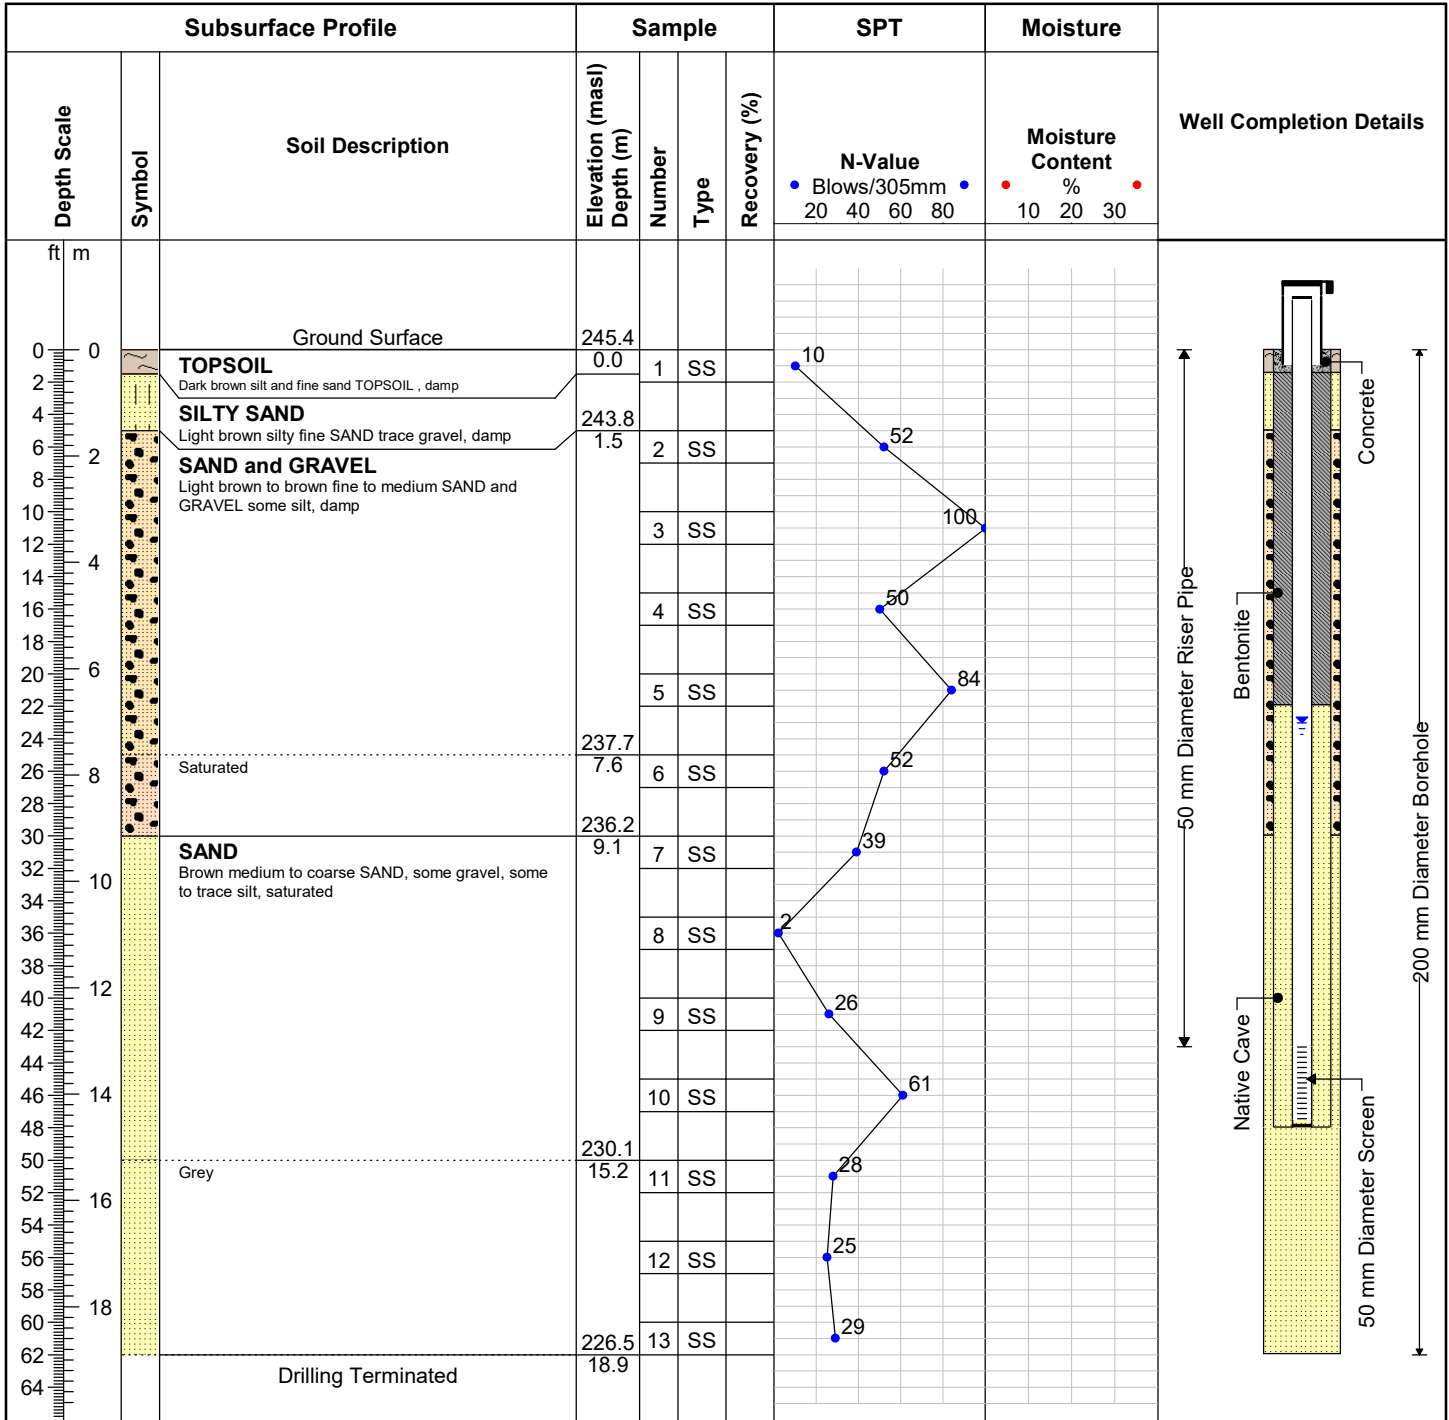 Subsurface Profile
Sample
SPT
Moisture
Well Completion Details
Depth Scale
Symbol
Soil Description
Elevation (masl)
Depth (m)
Number
Type
Recovery (%)
N-Value
Blows/305mm
20 40 60 80
Moisture
Content
%
10 20 30
ft m
Ground Surface
245.4
0.0
TOPSOIL
Dark brown silt and fine sand TOPSOIL , damp
SILTY SAND
243.8
Light brown silty fine SAND trace gravel, damp
1.5
SAND and GRAVEL
Light brown to brown fine to medium SAND and
GRAVEL some silt, damp
237.7
Saturated
7.6
236.2
9.1
SAND
Brown medium to coarse SAND, some gravel, some
to trace silt, saturated
230.1
Grey
15.2
226.5
18.9
Drilling Terminated
0
2
4
6
8
10
12
14
16
18
20
22
24
26
28
30
32
34
36
38
40
42
44
46
48
50
52
54
56
58
60
62
64
0
2
4
6
8
10
12
14
16
18
1 SS
2 SS
3 SS
4 SS
5 SS
6 SS
7 SS
8 SS
9 SS
10 SS
11 SS
12 SS
13 SS
10
52
100
50
84
52
39
2
26
61
28
25
29
50 mm Diameter Riser Pipe
Bentonite
Native Cave
Concrete
50 mm Diameter Screen
200 mm Diameter Borehole